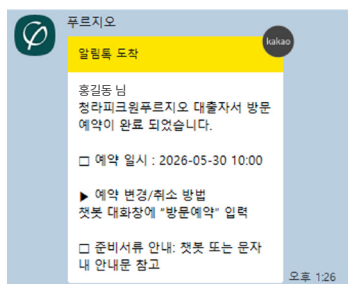 푸르지오
kakao
알림톡 도착
홍길동 님
청라피크원푸르지오 대출자서 방문
예약이 완료 되었습니다.
□ 예약 일시 : 2026-05-30 10:00
▶ 예약 변경/취소 방법
챗봇 대화창에 “방문예약” 입력
□ 준비서류 안내: 챗봇 또는 문자
내 안내문 참고
오후 1:26